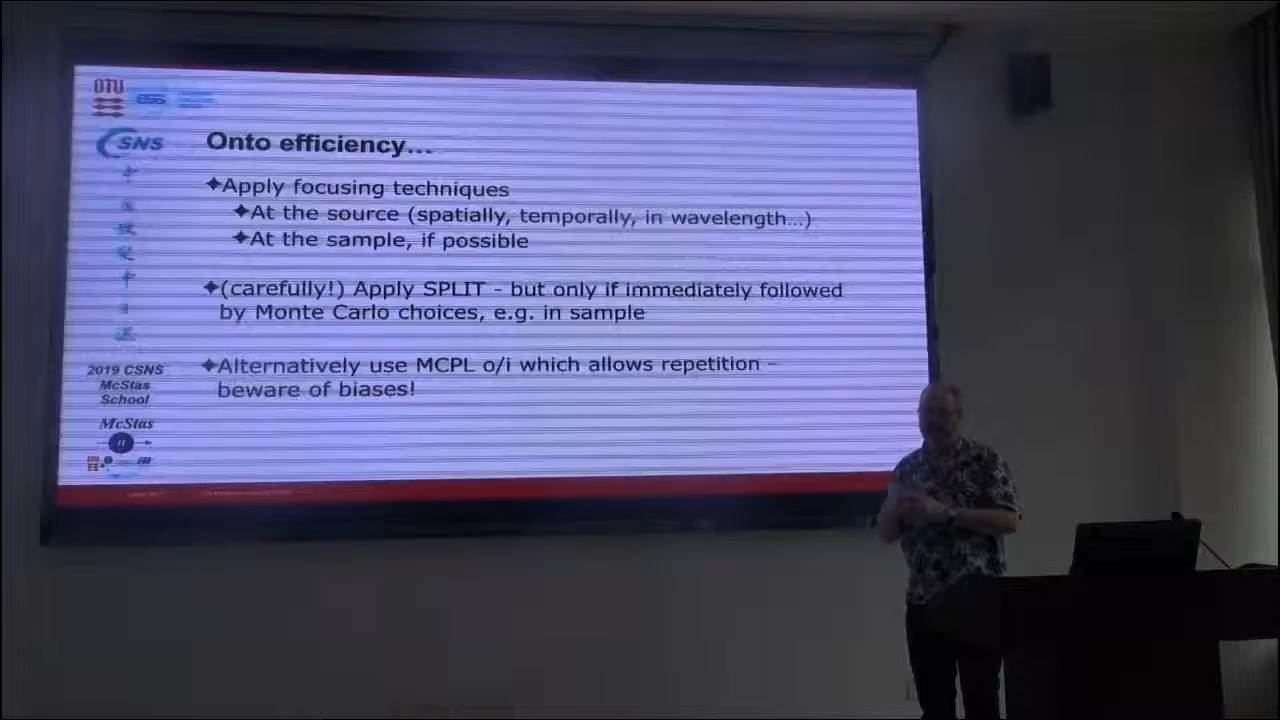 DTU
ess
CSNS
Onto efficiency...
Apply focusing techniques
At the source (spatially, temporally, in wavelength...)
At the sample, if possible
(carefully!) Apply SPLIT - but only if immediately followed
by Monte Carlo choices, e.g. in sample
Alternatively use MCPL o/i which allows repetition -
beware of biases!
2019 CSNS
McStas
School
McStas